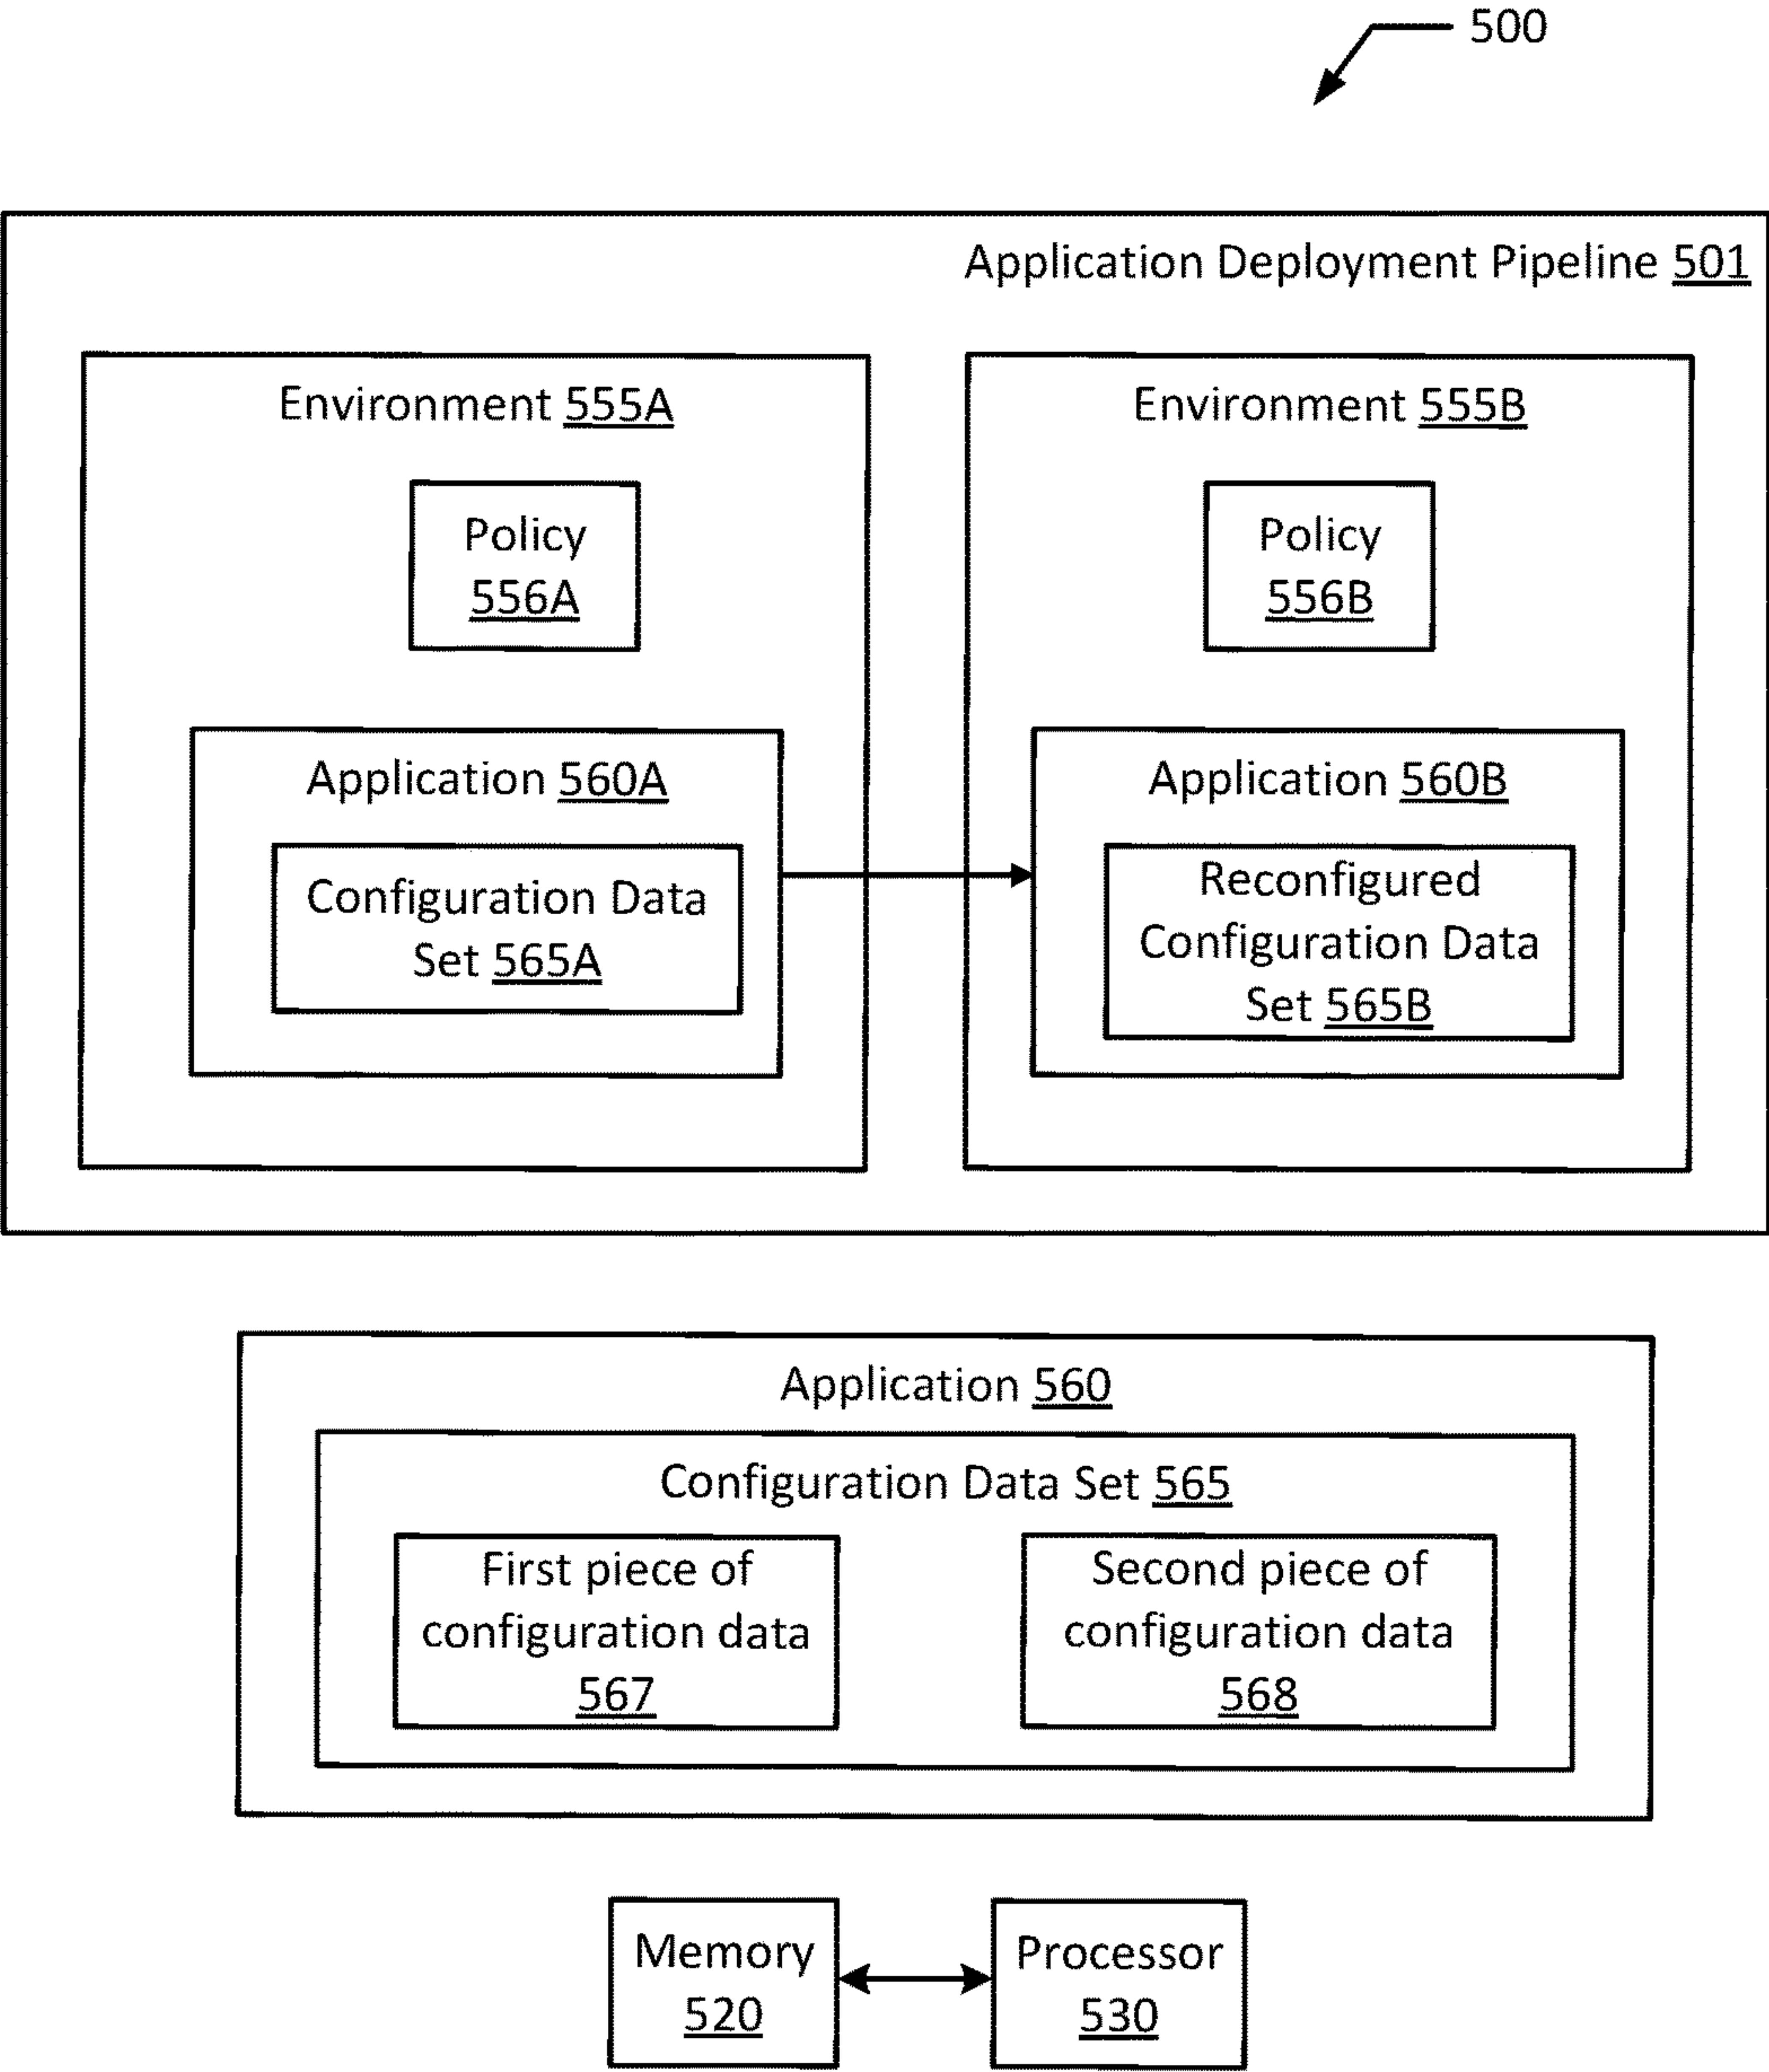 500
Application Deployment Pipeline 501
Environment 555A
Policy
556A
Application 560A
Configuration Data
Set 565A
Environment 555B
Policy
556B
Application 560B
Reconfigured
Configuration Data
Set 565B
Application 560
Configuration Data Set 565
First piece of
configuration data
567
Second piece of
configuration data
568
Memory
520
Processor
530